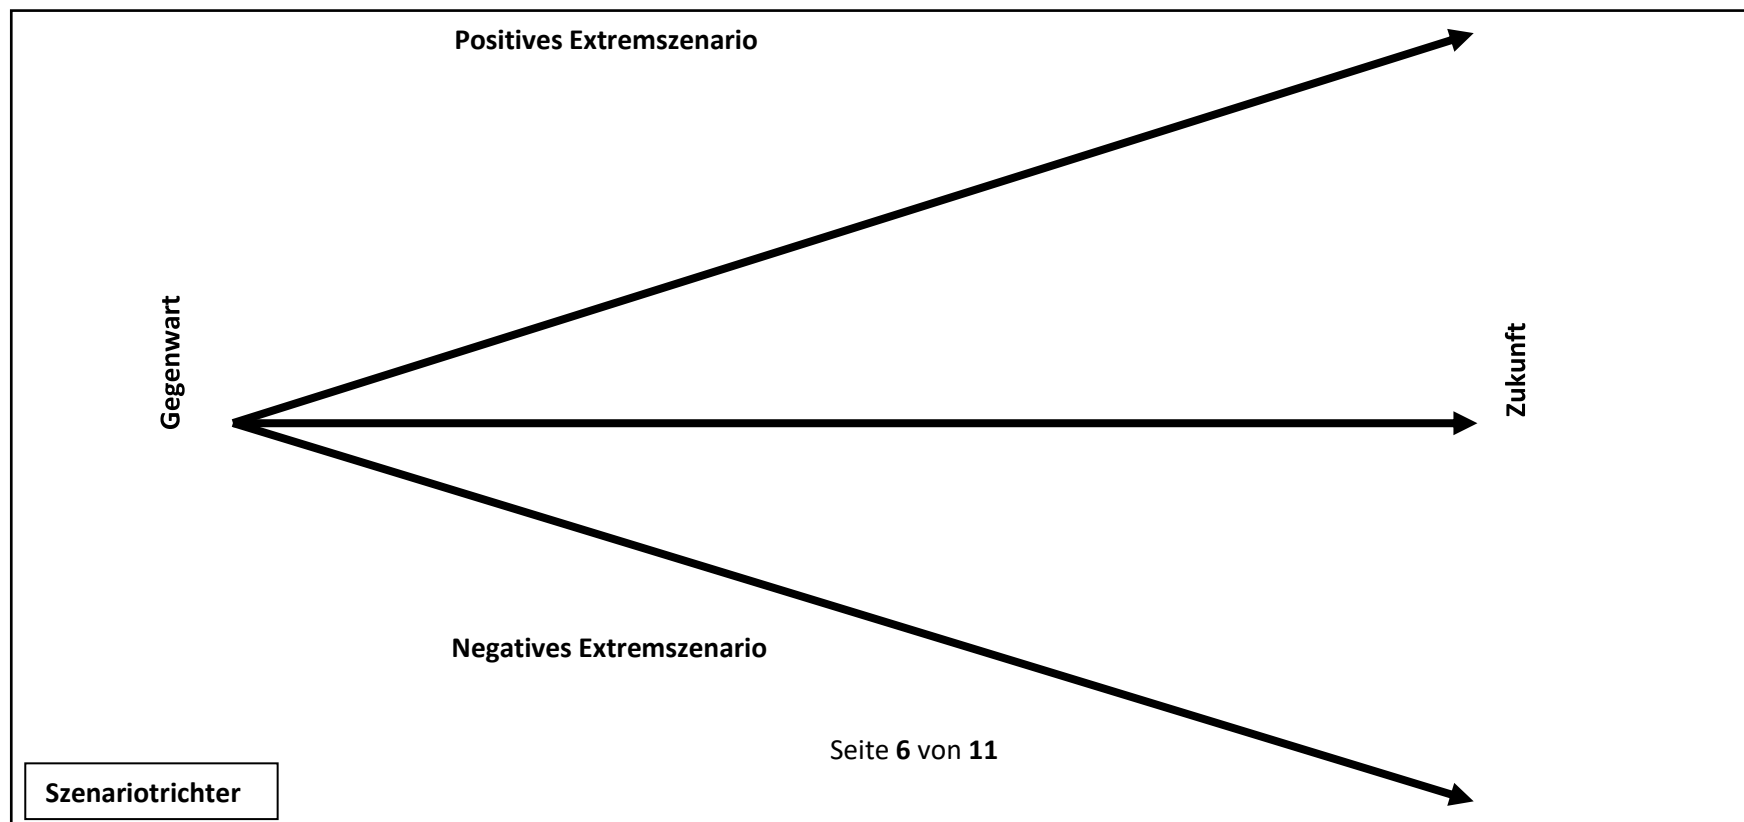 Positives Extremszenario
Gegenwart
Zukunft
Negatives Extremszenario
Seite 6 von 11
Szenariotrichter